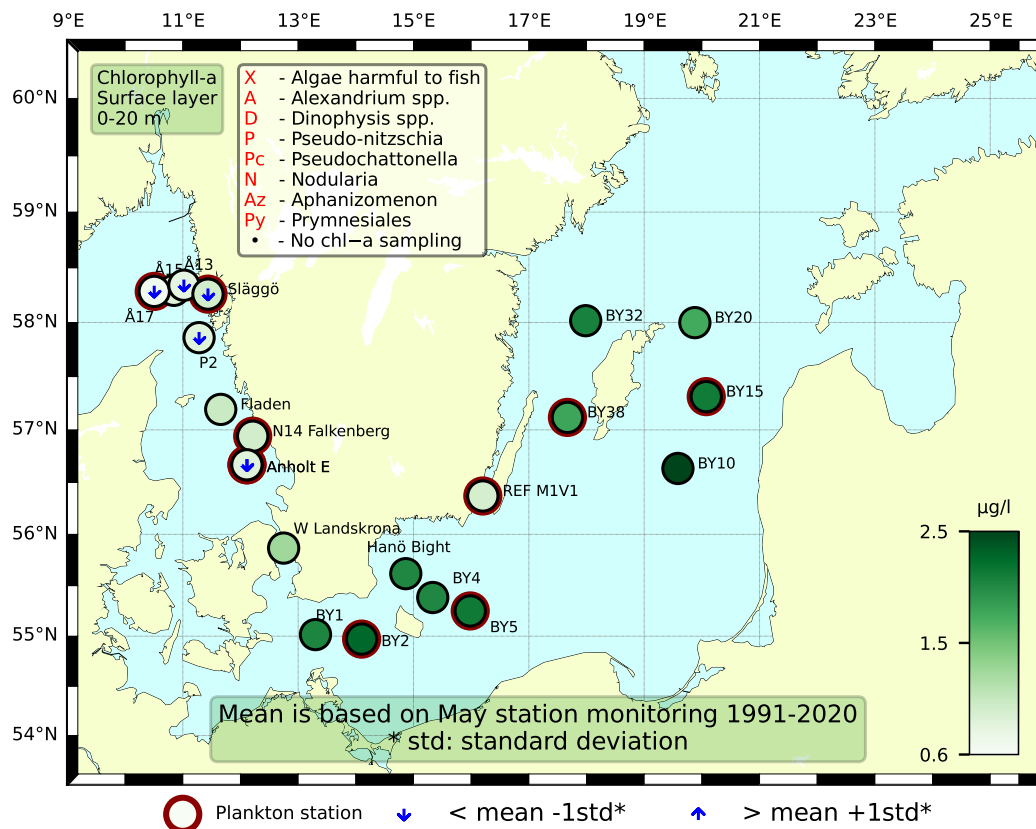 9°E 11°E 13°E 15°E 17°E 19°E 21°E 23°E 25°E
60°N
59°N
58°N
57°N
56°N
55°N
54°N
Chlorophyll-a
Surface layer
0-20 m
X - Algae harmful to fish
A - Alexandrium spp.
D - Dinophysis spp.
P - Pseudo-nitzschia
Pc - Pseudochattonella
N - Nodularia
Az - Aphanizomenon
Py - Prymnesiales
• - No chl−a sampling
Å15
Å13
Släggö
Å17
P2
Fladen
N14 Falkenberg
Anholt E
W Landskrona
Hanö Bight
BY1
BY2
BY4
BY5
REF M1V1
BY38
BY32
BY20
BY15
BY10
µg/l
2.5
1.5
0.6
Mean is based on May station monitoring 1991-2020
* std: standard deviation
Plankton station < mean -1std* > mean +1std*